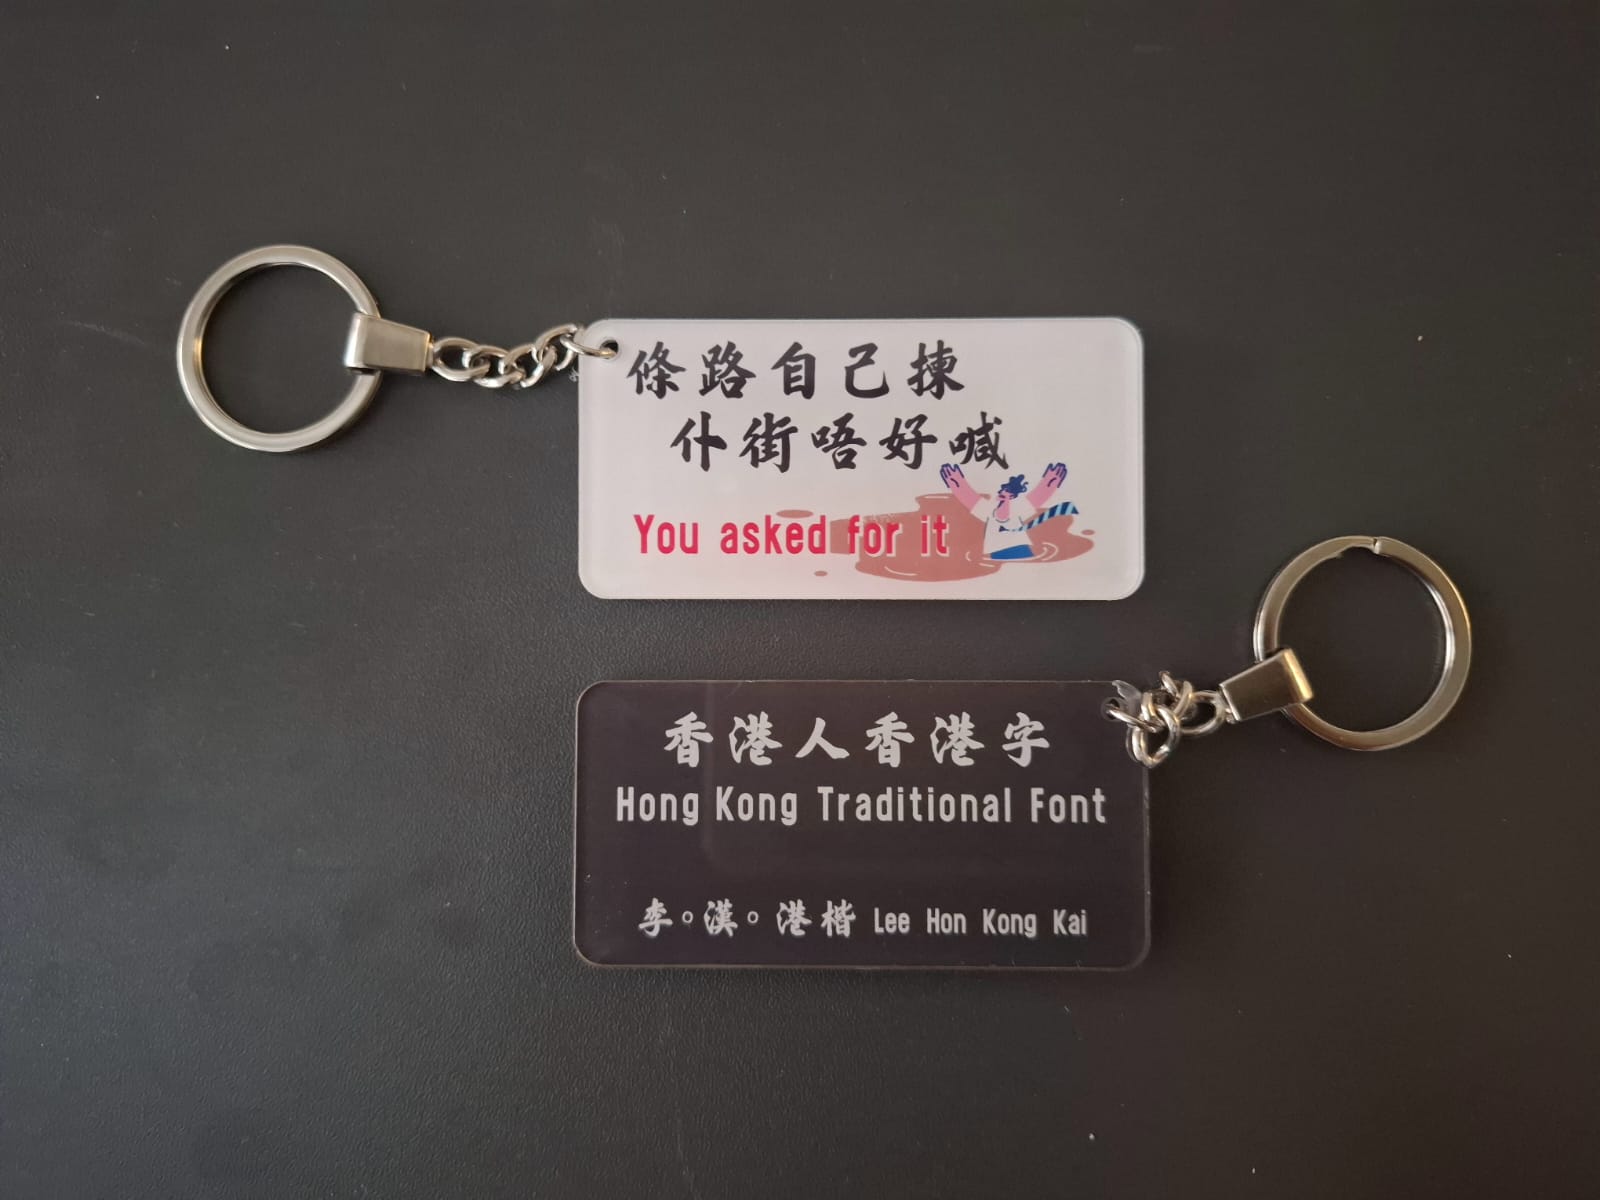 條路自己揀
仆街唔好喊
You asked for it
香港人香港字
Hong Kong Traditional Font
李。漢。港楷 Lee Hon Kong Kai